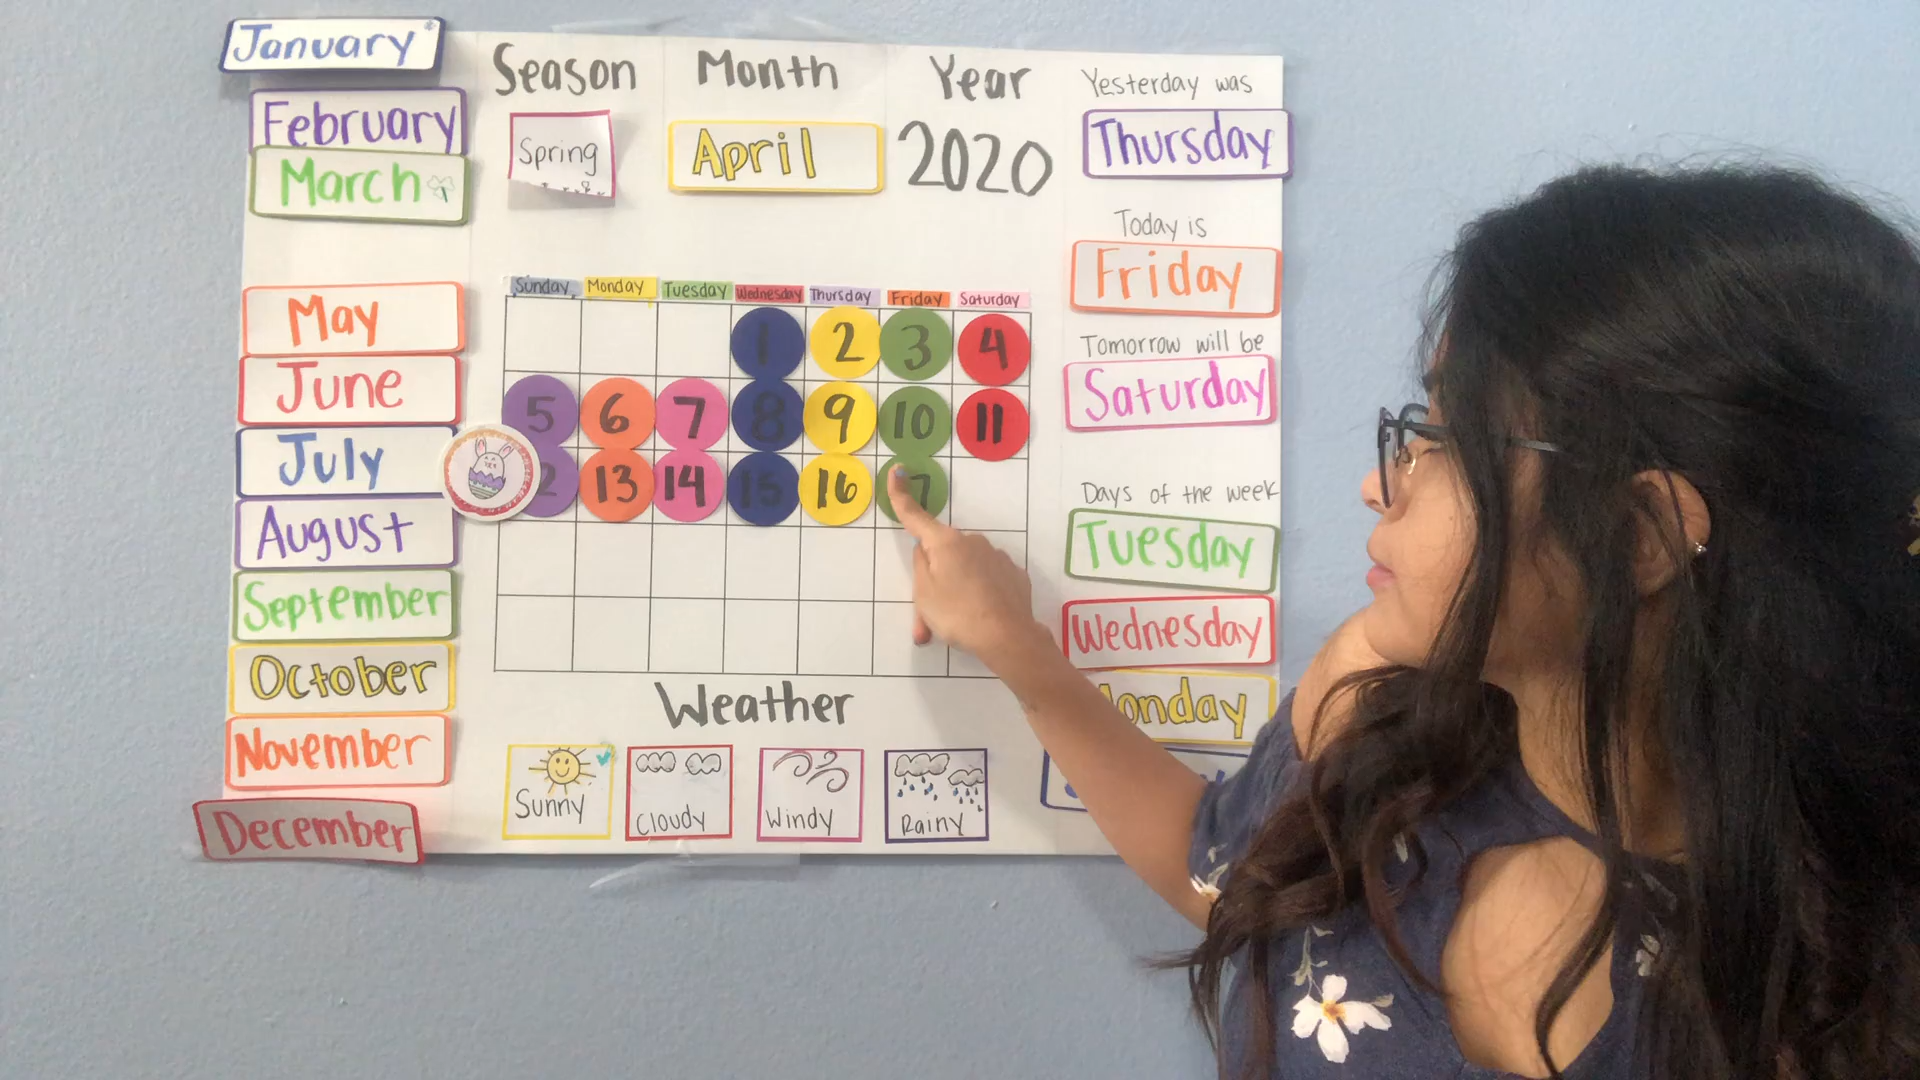 January
February
March
May
June
July
August
September
October
November
December
Season
Spring
Month
April
Year
2020
Sunday Monday Tuesday Wednesday Thursday Friday Saturday
1 2 3 4
5 6 7 8 9 10 11
2 13 14 15 16 7
Weather
Sunny
Cloudy
Windy
Rainy
Yesterday was
Thursday
Today is
Friday
Tomorrow will be
Saturday
Days of the week
Tuesday
Wednesday
onday